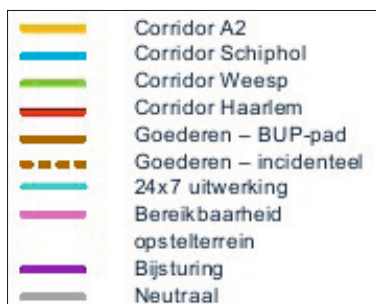 Corridor A2
Corridor Schiphol
Corridor Weesp
Corridor Haarlem
Goederen – BUP-pad
Goederen – incidenteel
24x7 uitwerking
Bereikbaarheid
opstelterrein
Bijsturing
Neutraal